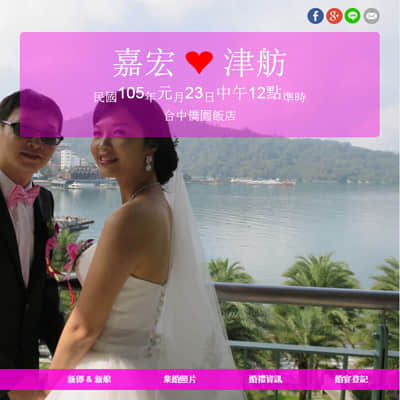 嘉宏 ❤ 津舫
民國105年元月23日中午12點準時
台中僑園飯店
新郎 & 新娘 婚紗照片 婚禮資訊 婚宴登記